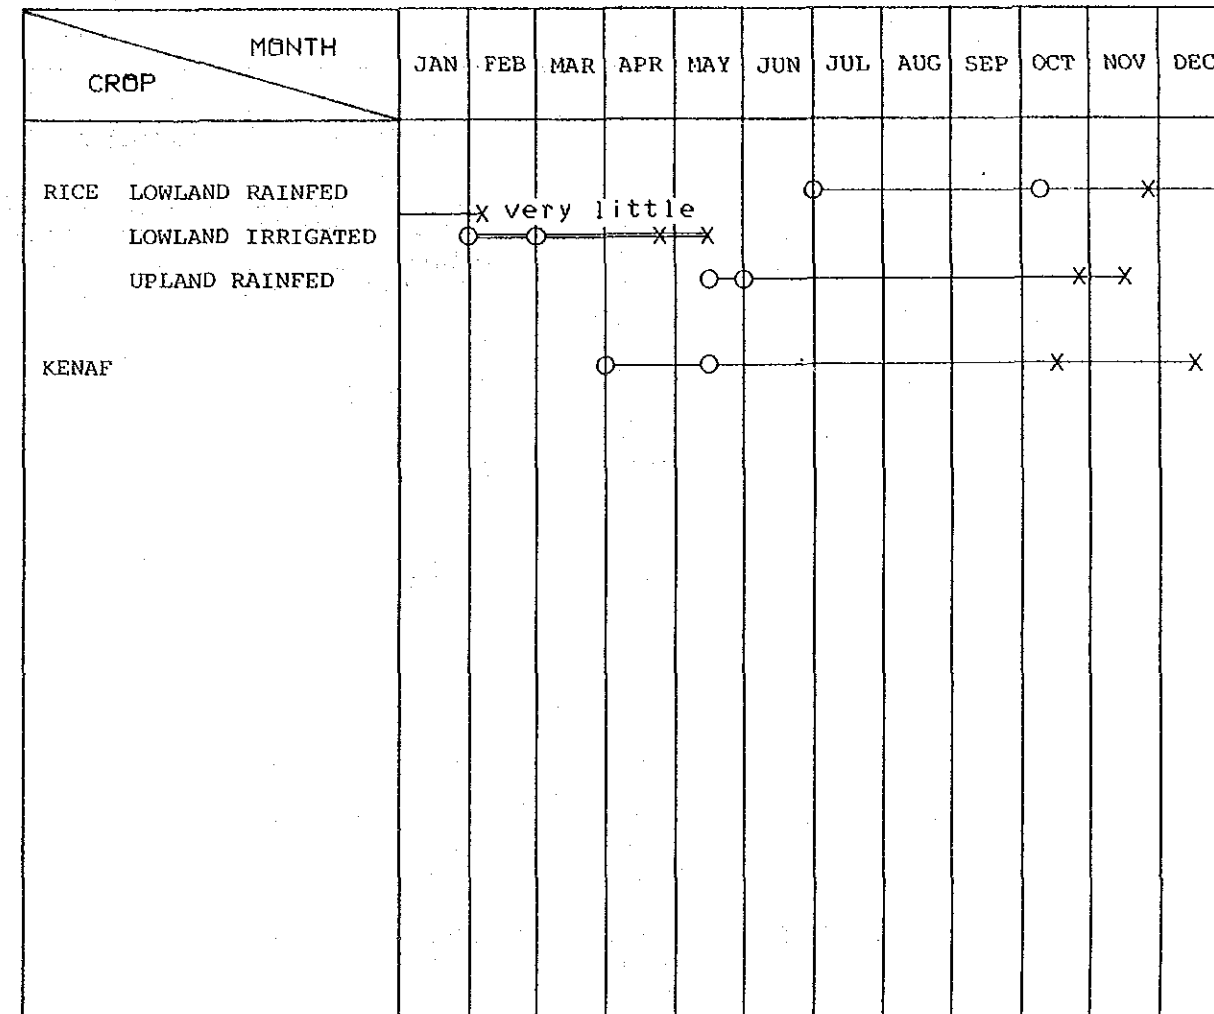 MONTH
CROP
JAN FEB MAR APR MAY JUN JUL AUG SEP OCT NOV DEC
RICE LOWLAND RAINFED
very little
LOWLAND IRRIGATED
UPLAND RAINFED
KENAF